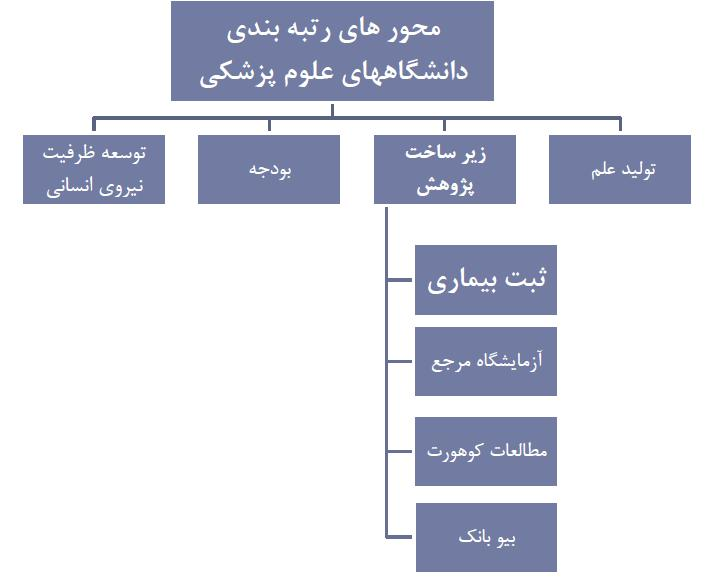 محور های رتبه بندی
دانشگاههای علوم پزشکی
تولید علم
زیر ساخت
پژوهش
بودجه
توسعه ظرفیت
نیروی انسانی
ثبت بیماری
آزمایشگاه مرجع
مطالعات کوهورت
بیو بانک